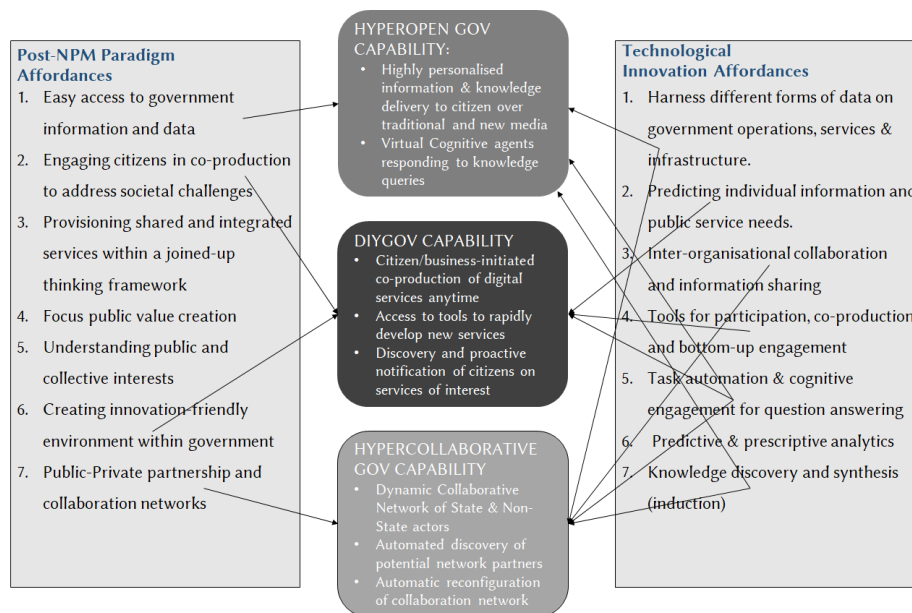 Post-NPM Paradigm
Affordances
1. Easy access to government
information and data
2. Engaging citizens in co-production
to address societal challenges
3. Provisioning shared and integrated
services within a joined-up
thinking framework
4. Focus public value creation
5. Understanding public and
collective interests
6. Creating innovation-friendly
environment within government
7. Public-Private partnership and
collaboration networks
HYPEROPEN GOV
CAPABILITY:
• Highly personalised
information & knowledge
delivery to citizen over
traditional and new media
• Virtual Cognitive agents
responding to knowledge
queries
DIYGOV CAPABILITY
• Citizen/business-initiated
co-production of digital
services anytime
• Access to tools to rapidly
develop new services
• Discovery and proactive
notification of citizens on
services of interest
HYPERCOLLABORATIVE
GOV CAPABILITY
• Dynamic Collaborative
Network of State & Non-
State actors
• Automated discovery of
potential network partners
• Automatic reconfiguration
of collaboration network
Technological
Innovation Affordances
1. Harness different forms of data on
government operations, services &
infrastructure.
2. Predicting individual information and
public service needs.
3. Inter-organisational collaboration
and information sharing
4. Tools for participation, co-production
and bottom-up engagement
5. Task automation & cognitive
engagement for question answering
6. Predictive & prescriptive analytics
7. Knowledge discovery and synthesis
(induction)